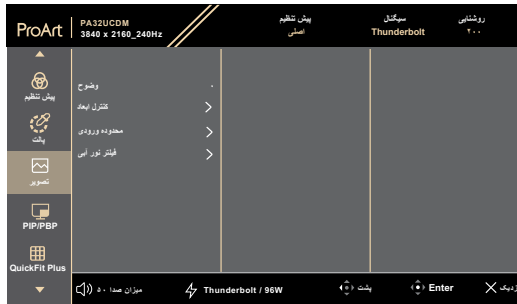 ProArt
PA32UCDM
3840 x 2160_240Hz
پیش تنظیم
اصلی
سیگنال
Thunderbolt
روشنایی
۲۰۰
پیش تنظیم
پالت
تصویر
PIP/PBP
QuickFit Plus
وضوح ۰
کنترل ابعاد
محدوده ورودی
فیلتر نور آبی
میزان صدا ۵۰
Thunderbolt / 96W
پشت
Enter